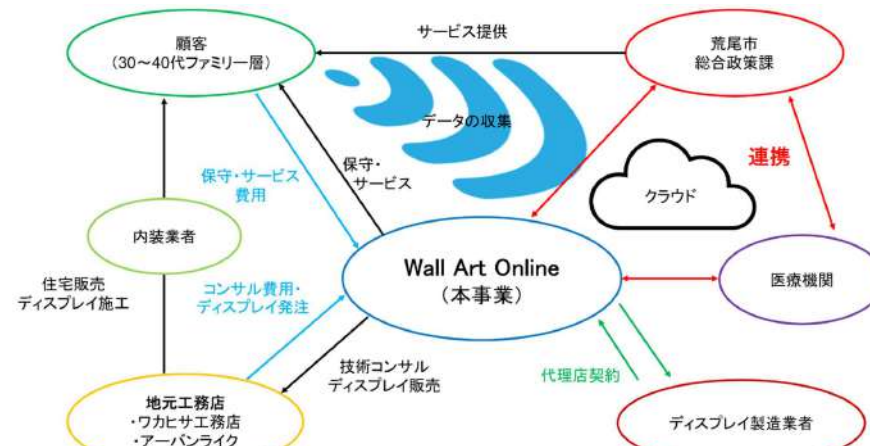 サービス提供
顧客
(30～40代ファミリー層)
荒尾市
総合政策課
データの収集
連携
保守・サービス
費用
保守・
サービス
クラウド
内装業者
Wall Art Online
(本事業)
医療機関
住宅販売
ディスプレイ施工
コンサル費用・
ディスプレイ発注
技術コンサル
ディスプレイ販売
代理店契約
地元工務店
・ワカヒサ工務店
・アーバンライク
ディスプレイ製造業者